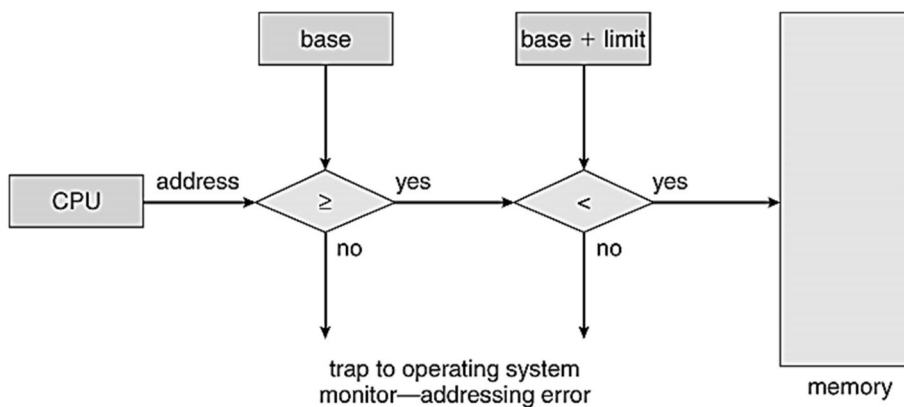 base
base + limit
CPU
address
≥
yes
<
yes
no
no
trap to operating system
monitor—addressing error
memory